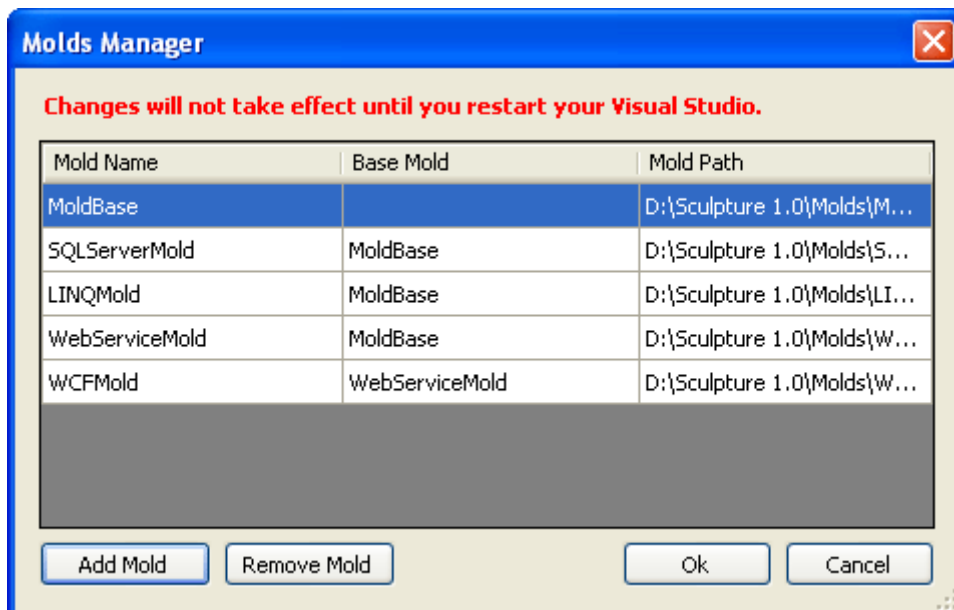 Molds Manager
Changes will not take effect until you restart your Visual Studio.
Mold Name Base Mold Mold Path
MoldBase D:\Sculpture 1.0\Molds\M...
SQLServerMold MoldBase D:\Sculpture 1.0\Molds\S...
LINQMold MoldBase D:\Sculpture 1.0\Molds\LI...
WebServiceMold MoldBase D:\Sculpture 1.0\Molds\W...
WCFMold WebServiceMold D:\Sculpture 1.0\Molds\W...
Add Mold Remove Mold Ok Cancel